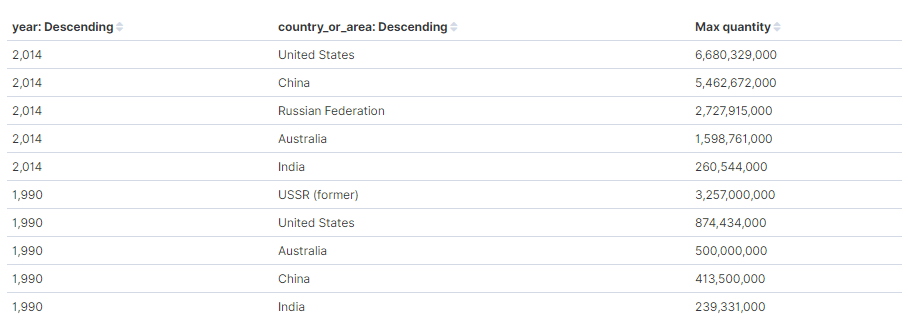 year: Descending country_or_area: Descending Max quantity
2,014 United States 6,680,329,000
2,014 China 5,462,672,000
2,014 Russian Federation 2,727,915,000
2,014 Australia 1,598,761,000
2,014 India 260,544,000
1,990 USSR (former) 3,257,000,000
1,990 United States 874,434,000
1,990 Australia 500,000,000
1,990 China 413,500,000
1,990 India 239,331,000